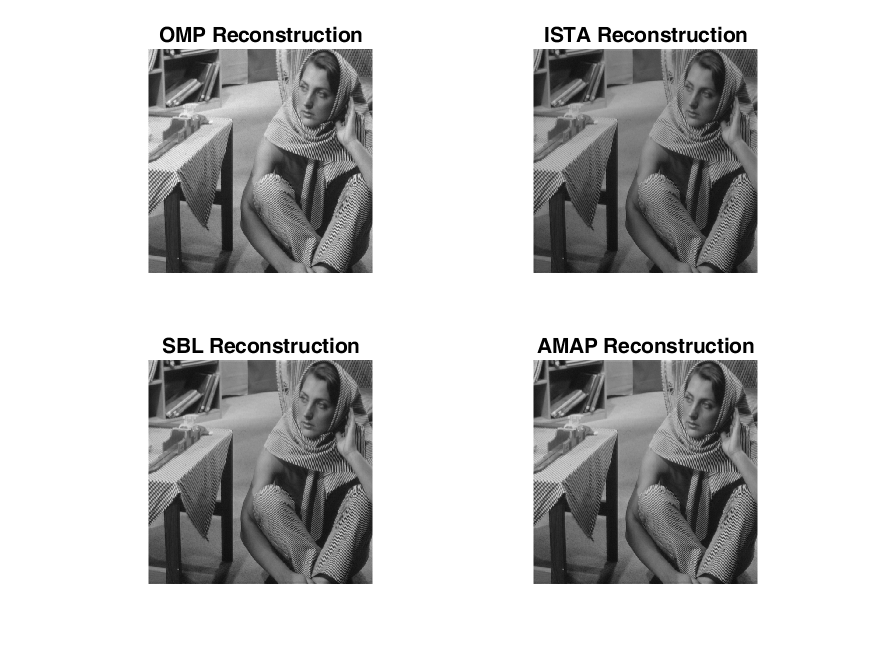 OMP Reconstruction
ISTA Reconstruction
SBL Reconstruction
AMAP Reconstruction